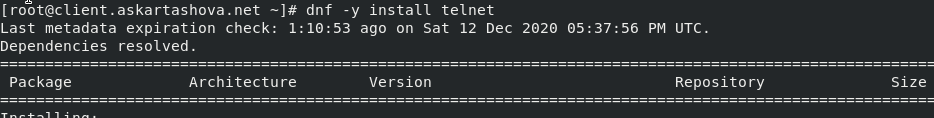 [root@client.askartashova.net ~]# dnf -y install telnet
Last metadata expiration check: 1:10:53 ago on Sat 12 Dec 2020 05:37:56 PM UTC.
Dependencies resolved.
================================================================================
Package Architecture Version Repository Size
================================================================================
Installing: